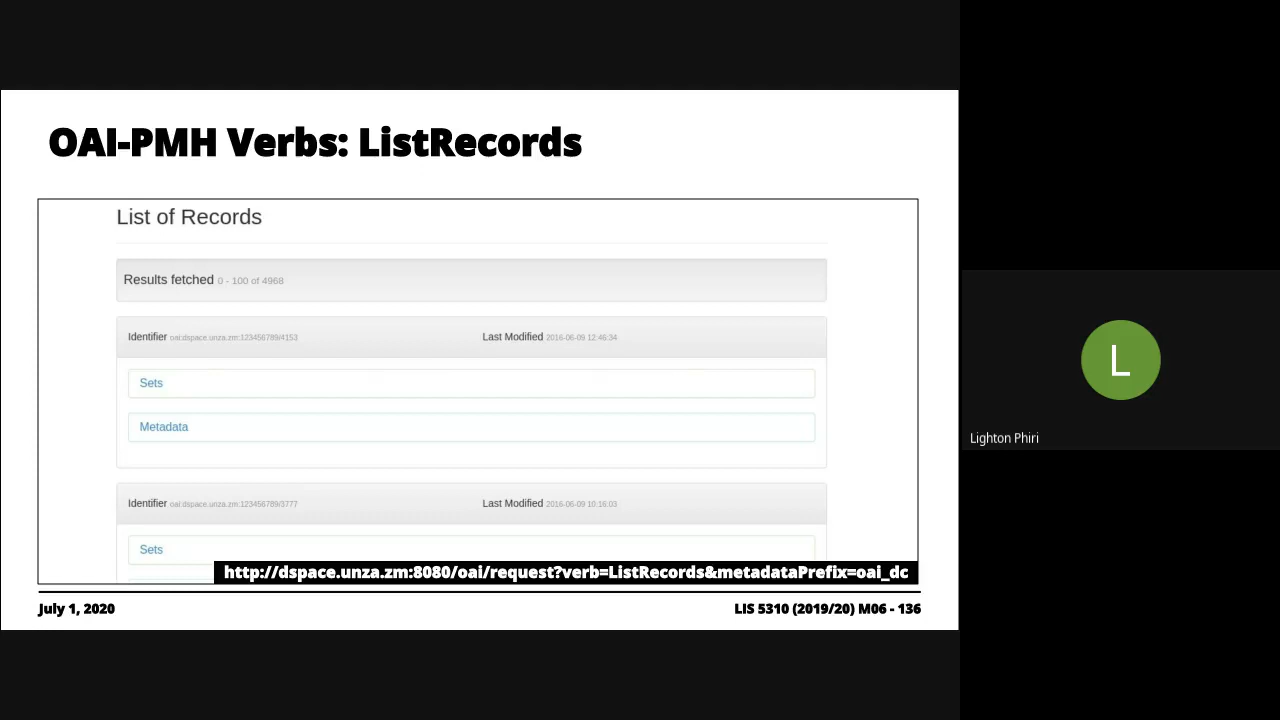 OAI-PMH Verbs: ListRecords
List of Records
Results fetched 0 - 100 of 4968
Identifier oai:dspace.unza.zm:123456789/4153 Last Modified 2016-06-09 12:46:34
Sets
Metadata
Identifier oai:dspace.unza.zm:123456789/3777 Last Modified 2016-06-09 10:16:03
Sets
http://dspace.unza.zm:8080/oai/request?verb=ListRecords&metadataPrefix=oai_dc
July 1, 2020 LIS 5310 (2019/20) M06 - 136
L
Lighton Phiri